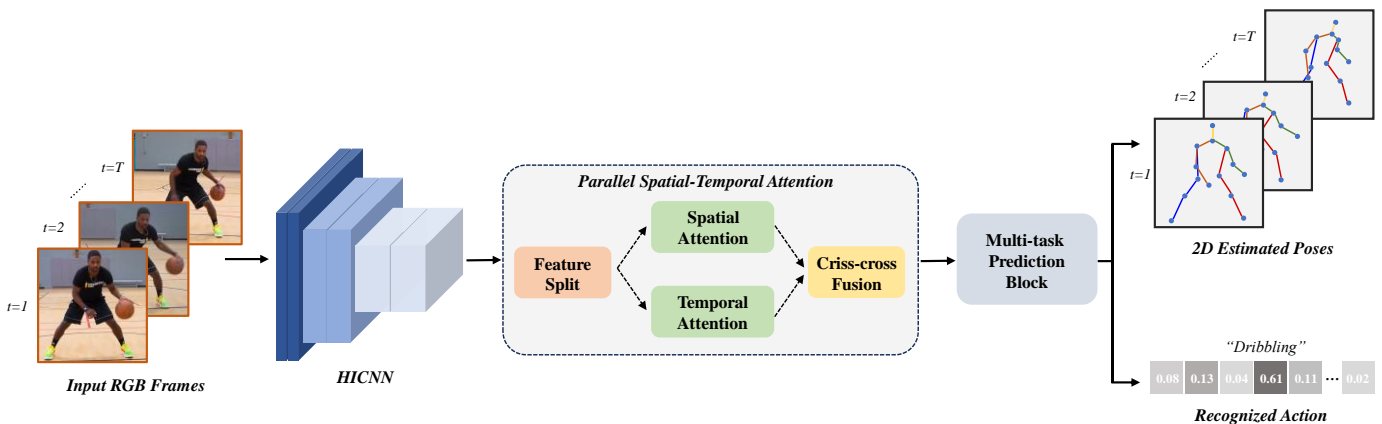 t=T
t=2
t=1
Input RGB Frames
HICNN
Parallel Spatial-Temporal Attention
Feature
Split
Spatial
Attention
Temporal
Attention
Criss-cross
Fusion
Multi-task
Prediction
Block
t=T
t=2
t=1
2D Estimated Poses
“Dribbling”
0.08 0.13 0.04 0.61 0.11 ... 0.02
Recognized Action